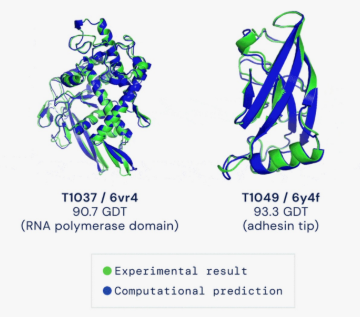 T1037 / 6vr4
90.7 GDT
(RNA polymerase domain)
T1049 / 6y4f
93.3 GDT
(adhesin tip)
Experimental result
Computational prediction